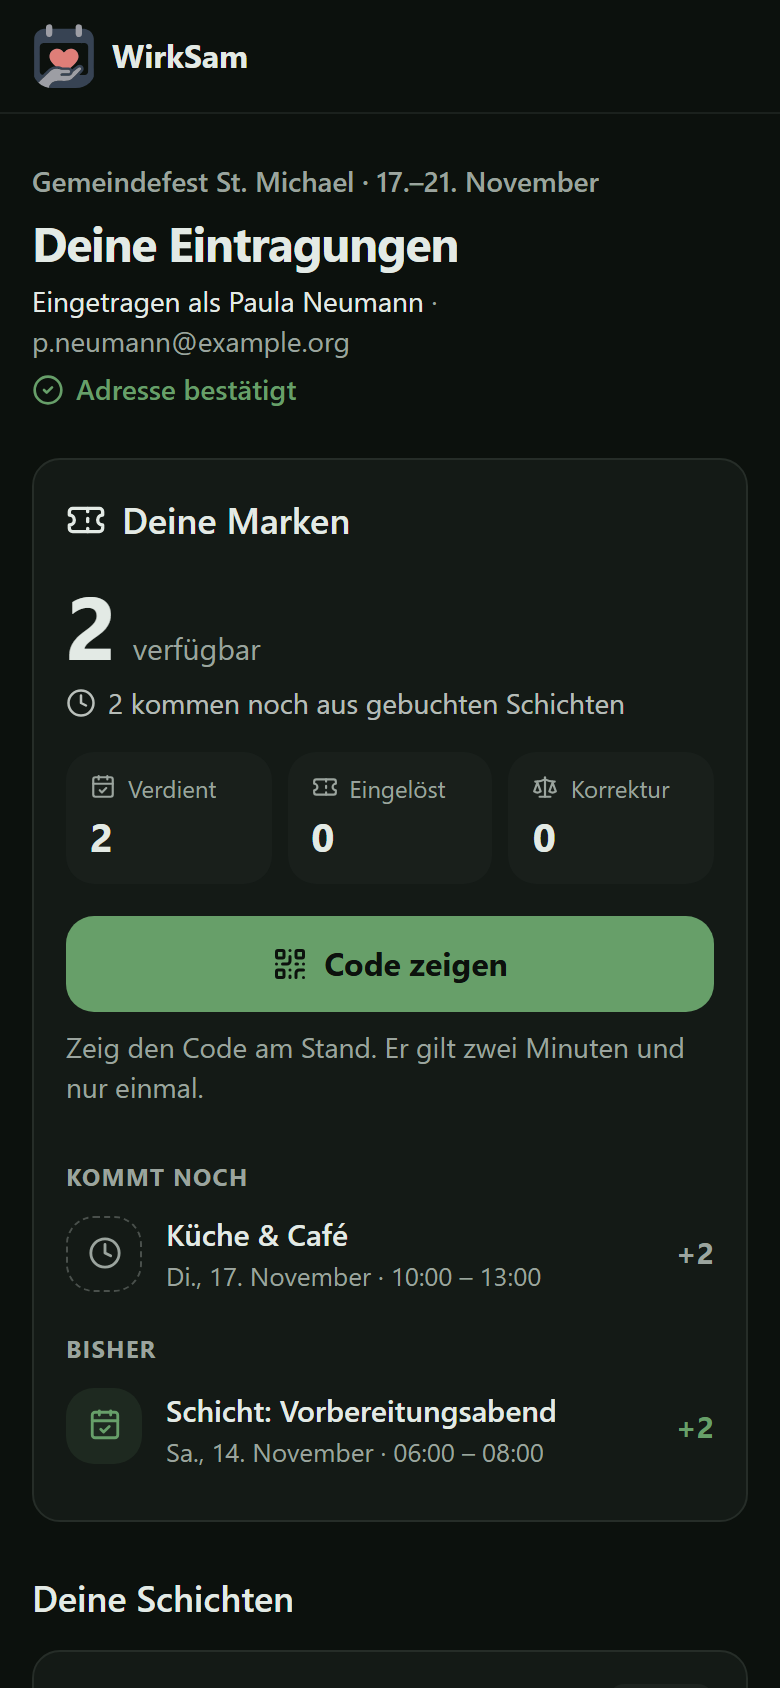 WirkSam
Gemeindefest St. Michael · 17.–21. November
Deine Eintragungen
Eingetragen als Paula Neumann ·
p.neumann@example.org
Adresse bestätigt
Deine Marken
2 verfügbar
2 kommen noch aus gebuchten Schichten
Verdient
2
Eingelöst
0
Korrektur
0
Code zeigen
Zeig den Code am Stand. Er gilt zwei Minuten und
nur einmal.
KOMMT NOCH
Küche & Café
Di., 17. November · 10:00 – 13:00
+2
BISHER
Schicht: Vorbereitungsabend
Sa., 14. November · 06:00 – 08:00
+2
Deine Schichten